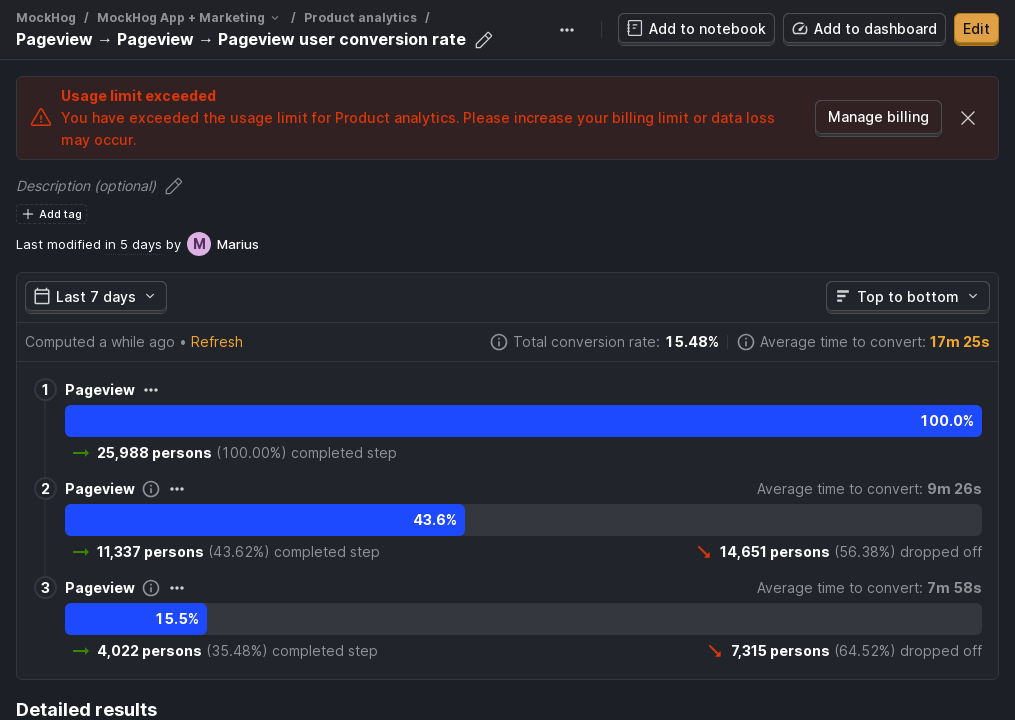 MockHog / MockHog App + Marketing / Product analytics /
Pageview → Pageview → Pageview user conversion rate
Add to notebook
Add to dashboard
Edit
Usage limit exceeded
You have exceeded the usage limit for Product analytics. Please increase your billing limit or data loss
may occur.
Manage billing
Description (optional)
Add tag
Last modified in 5 days by M Marius
Last 7 days
Top to bottom
Computed a while ago • Refresh
Total conversion rate: 15.48%
Average time to convert: 17m 25s
1 Pageview
100.0%
25,988 persons (100.00%) completed step
2 Pageview
Average time to convert: 9m 26s
43.6%
11,337 persons (43.62%) completed step
14,651 persons (56.38%) dropped off
3 Pageview
Average time to convert: 7m 58s
15.5%
4,022 persons (35.48%) completed step
7,315 persons (64.52%) dropped off
Detailed results